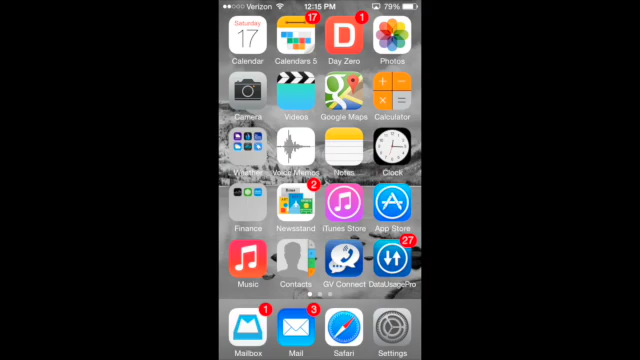 Verizon 12:15 PM 79%
Saturday 17 1
17 D
Calendar Calendars 5 Day Zero Photos
Camera Videos Google Maps Calculator
Weather Voice Memos Notes Clock
2
News
Finance Newsstand iTunes Store App Store
27
Music Contacts GV Connect DataUsagePro
1 3
Mailbox Mail Safari Settings